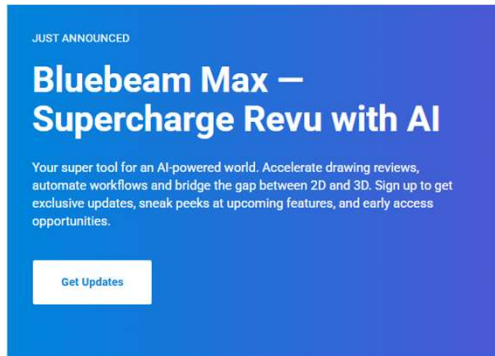 JUST ANNOUNCED
Bluebeam Max —
Supercharge Revu with AI
Your super tool for an AI-powered world. Accelerate drawing reviews,
automate workflows and bridge the gap between 2D and 3D. Sign up to get
exclusive updates, sneak peeks at upcoming features, and early access
opportunities.
Get Updates